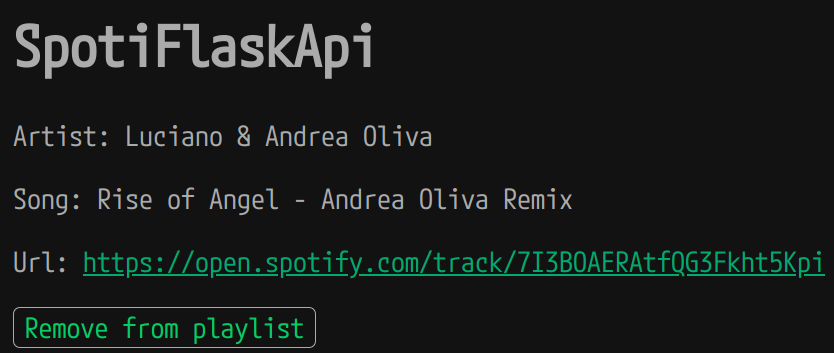 SpotiFlaskApi
Artist: Luciano & Andrea Oliva
Song: Rise of Angel - Andrea Oliva Remix
Url: https://open.spotify.com/track/7I3BOAERAtfQG3Fkht5Kpi
Remove from playlist